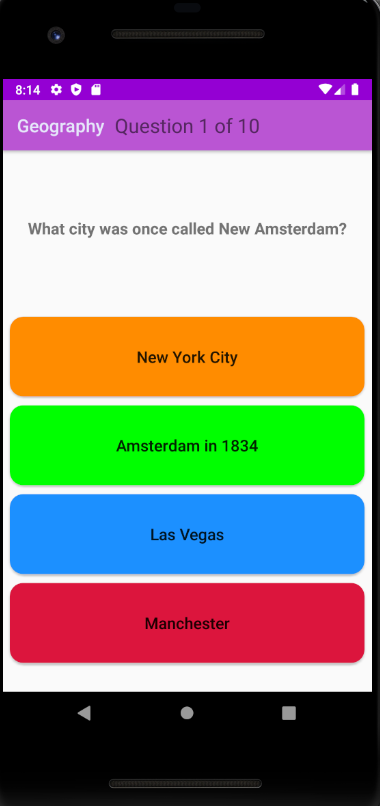 8:14
Geography Question 1 of 10
What city was once called New Amsterdam?
New York City
Amsterdam in 1834
Las Vegas
Manchester